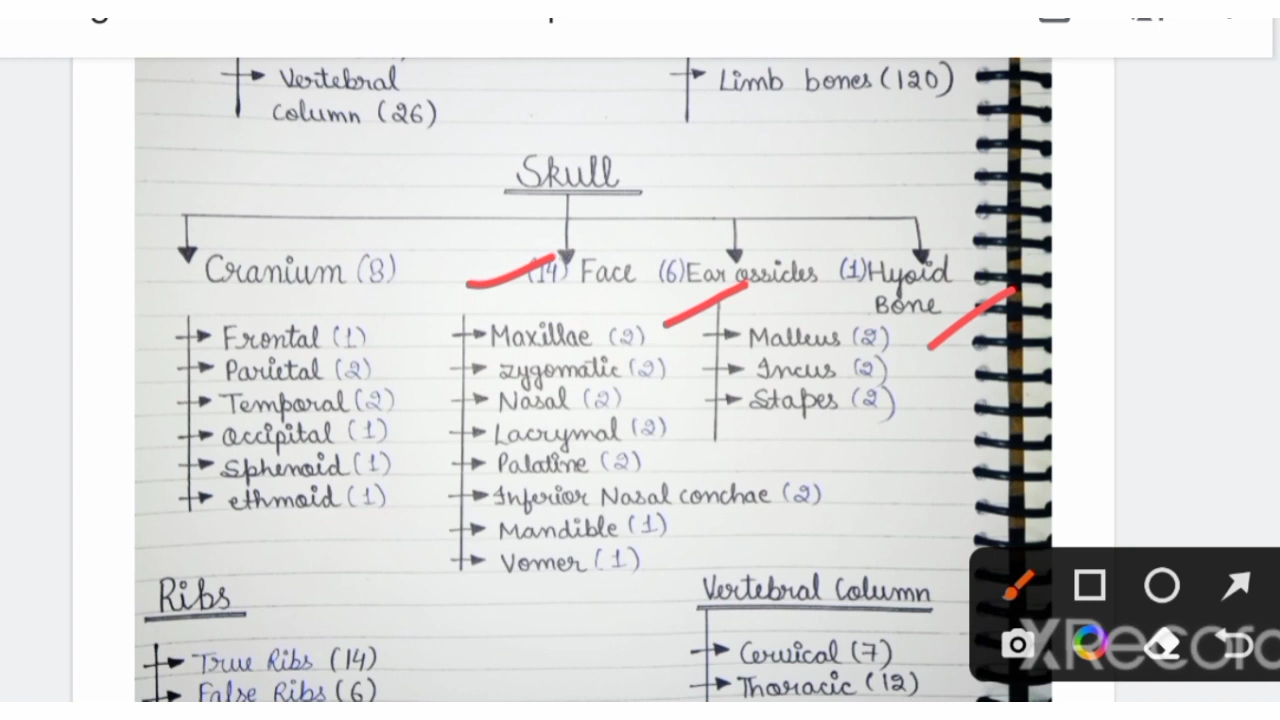 Vertebral
column (26)
Limb bones (120)
Skull
Cranium (8)
(14) Face
(6) Ear ossicles
(1) Hyoid
Bone
Frontal (1)
Parietal (2)
Temporal (2)
Occipital (1)
Sphenoid (1)
ethmoid (1)
Maxillae (2)
zygomatic (2)
Nasal (2)
Lacrymal (2)
Palatine (2)
Inferior Nasal conchae (2)
Mandible (1)
Vomer (1)
Malleus (2)
Incus (2)
Stapes (2)
Ribs
True Ribs (14)
False Ribs (6)
Vertebral Column
Cervical (7)
Thoracic (12)
XRecord